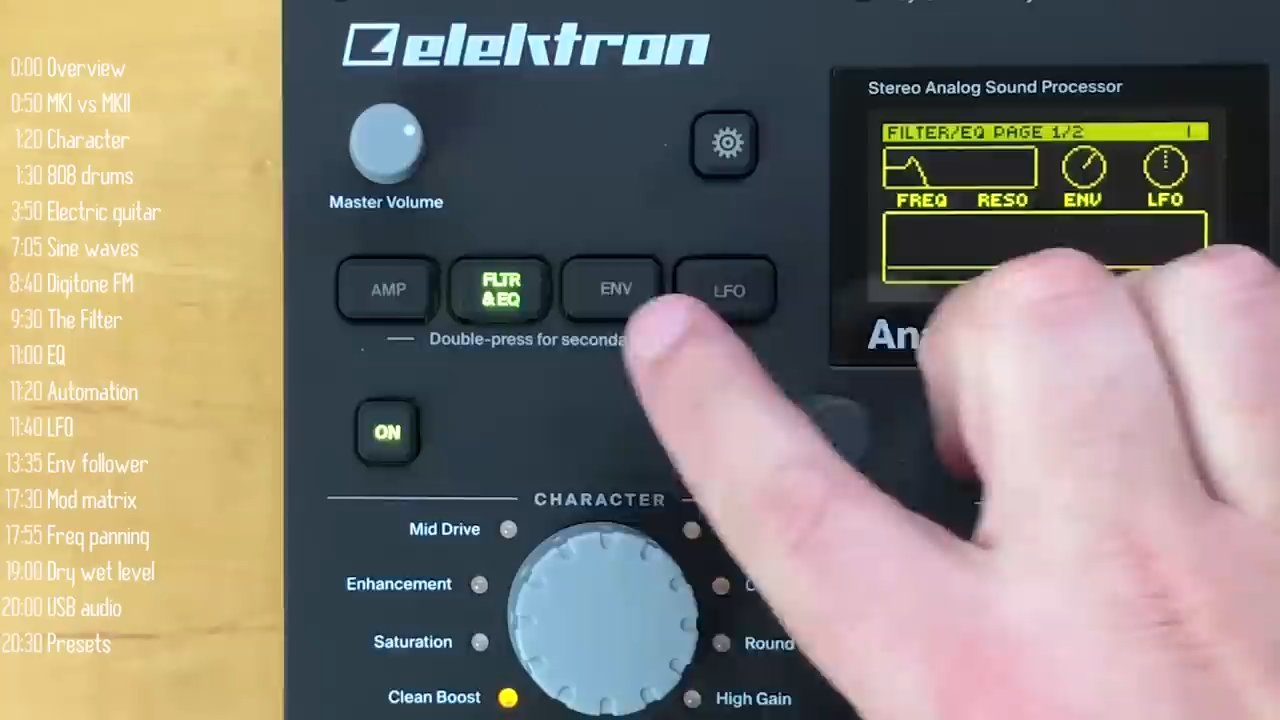 0:00 Overview
0:50 MKI vs MKII
1:20 Character
1:30 808 drums
3:50 Electric guitar
7:05 Sine waves
8:40 Digitone FM
9:30 The Filter
11:00 EQ
11:20 Automation
11:40 LFO
13:35 Env follower
17:30 Mod matrix
17:55 Freq panning
19:00 Dry wet level
20:00 USB audio
20:30 Presets
elektron
Master Volume
Stereo Analog Sound Processor
FILTER/EQ PAGE 1/2
FREQ RESO ENV LFO
AMP
FLTR
& EQ
ENV
LFO
Double-press for
ON
CHARACTER
Mid Drive
Enhancement
Saturation
Round
Clean Boost
High Gain